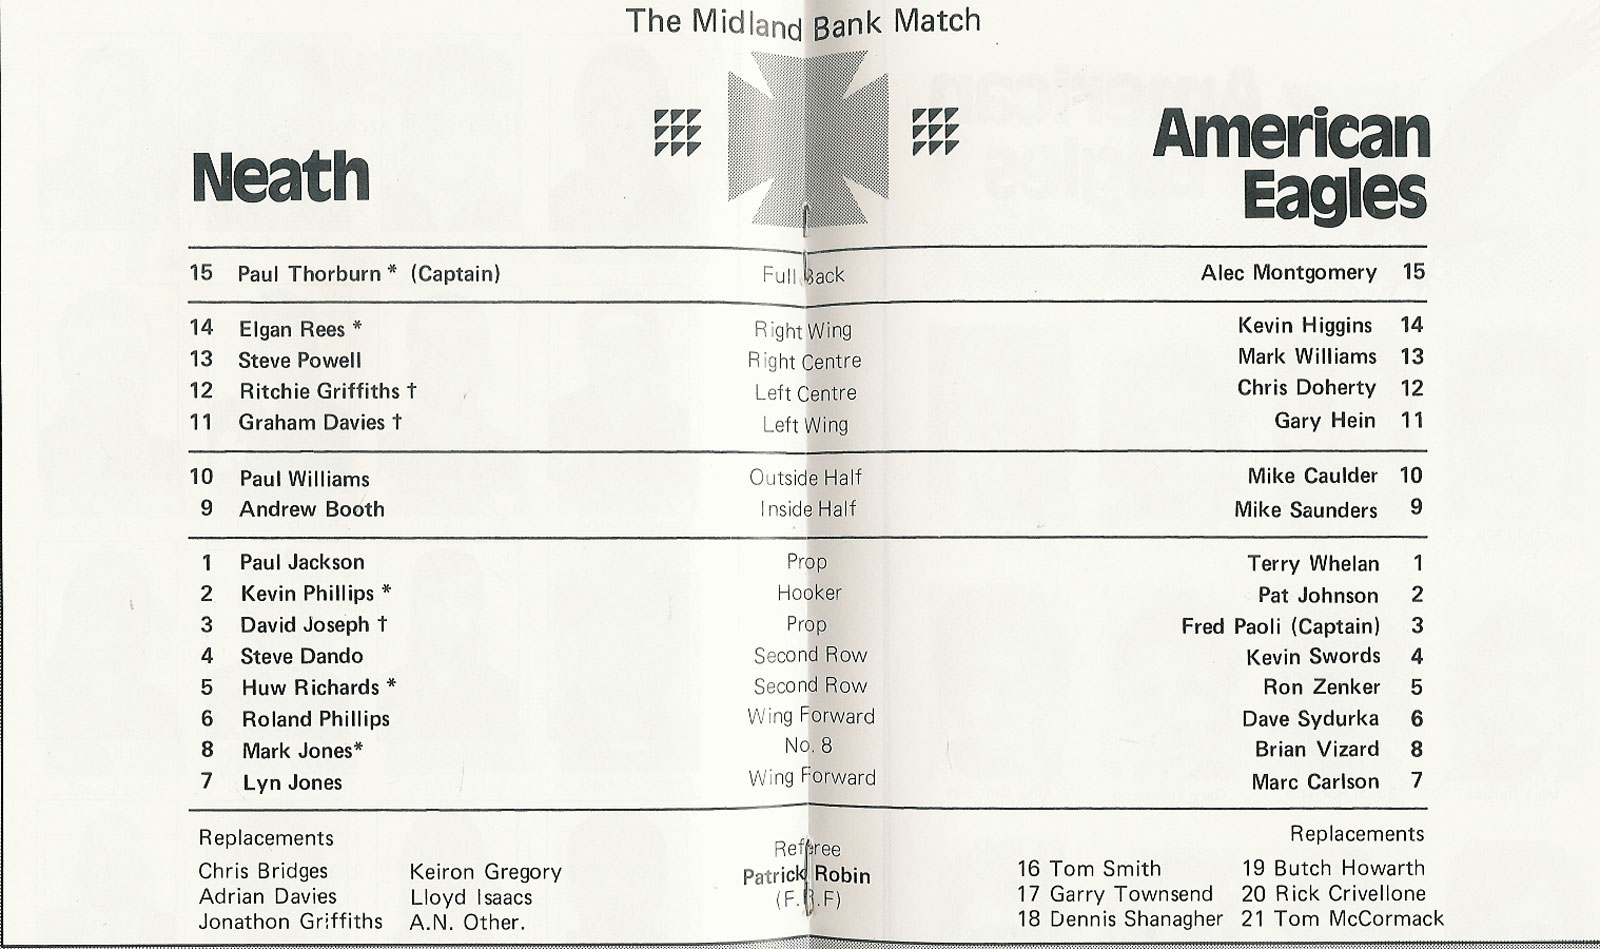 The Midland Bank Match
Neath
American
Eagles
15 Paul Thorburn * (Captain) Full Back Alec Montgomery 15
14 Elgan Rees * Right Wing Kevin Higgins 14
13 Steve Powell Right Centre Mark Williams 13
12 Ritchie Griffiths † Left Centre Chris Doherty 12
11 Graham Davies † Left Wing Gary Hein 11
10 Paul Williams Outside Half Mike Caulder 10
9 Andrew Booth Inside Half Mike Saunders 9
1 Paul Jackson Prop Terry Whelan 1
2 Kevin Phillips * Hooker Pat Johnson 2
3 David Joseph † Prop Fred Paoli (Captain) 3
4 Steve Dando Second Row Kevin Swords 4
5 Huw Richards * Second Row Ron Zenker 5
6 Roland Phillips Wing Forward Dave Sydurka 6
8 Mark Jones* No. 8 Brian Vizard 8
7 Lyn Jones Wing Forward Marc Carlson 7
Replacements
Chris Bridges Keiron Gregory
Adrian Davies Lloyd Isaacs
Jonathon Griffiths A.N. Other.
Referee
Patrick Robin
Replacements
16 Tom Smith 19 Butch Howarth
17 Garry Townsend 20 Rick Crivellone
18 Dennis Shanagher 21 Tom McCormack